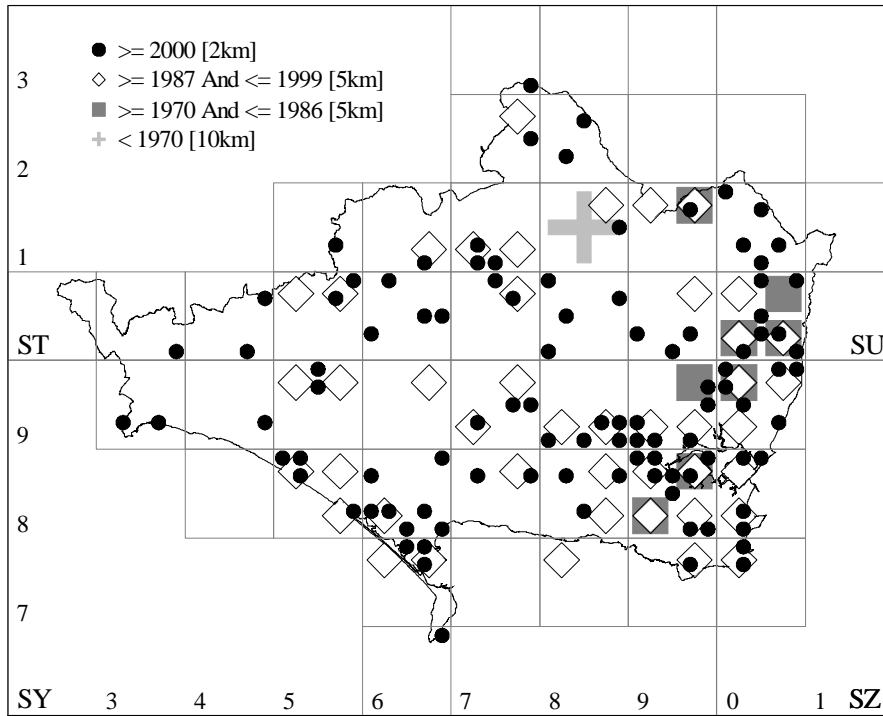 >= 2000 [2km]
3
>= 1987 And <= 1999 [5km]
>= 1970 And <= 1986 [5km]
< 1970 [10km]
2
1
ST
SU
9
8
7
SY 3 4 5 6 7 8 9 0 1 SZ